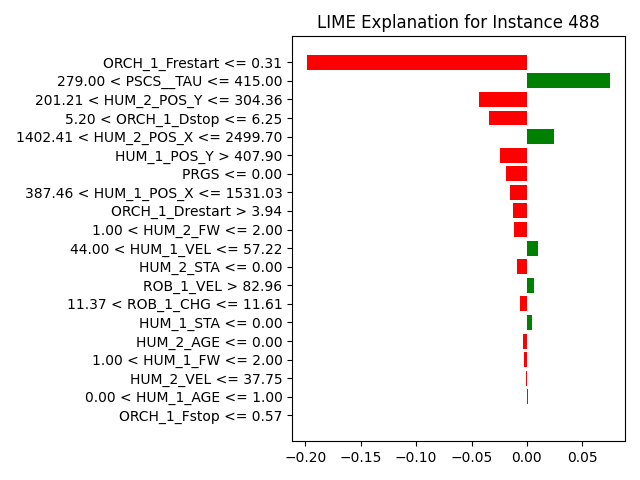 LIME Explanation for Instance 488
ORCH_1_Frestart <= 0.31
279.00 < PSCS__TAU <= 415.00
201.21 < HUM_2_POS_Y <= 304.36
5.20 < ORCH_1_Dstop <= 6.25
1402.41 < HUM_2_POS_X <= 2499.70
HUM_1_POS_Y > 407.90
PRGS <= 0.00
387.46 < HUM_1_POS_X <= 1531.03
ORCH_1_Drestart > 3.94
1.00 < HUM_2_FW <= 2.00
44.00 < HUM_1_VEL <= 57.22
HUM_2_STA <= 0.00
ROB_1_VEL > 82.96
11.37 < ROB_1_CHG <= 11.61
HUM_1_STA <= 0.00
HUM_2_AGE <= 0.00
1.00 < HUM_1_FW <= 2.00
HUM_2_VEL <= 37.75
0.00 < HUM_1_AGE <= 1.00
ORCH_1_Fstop <= 0.57
−0.20 −0.15 −0.10 −0.05 0.00 0.05